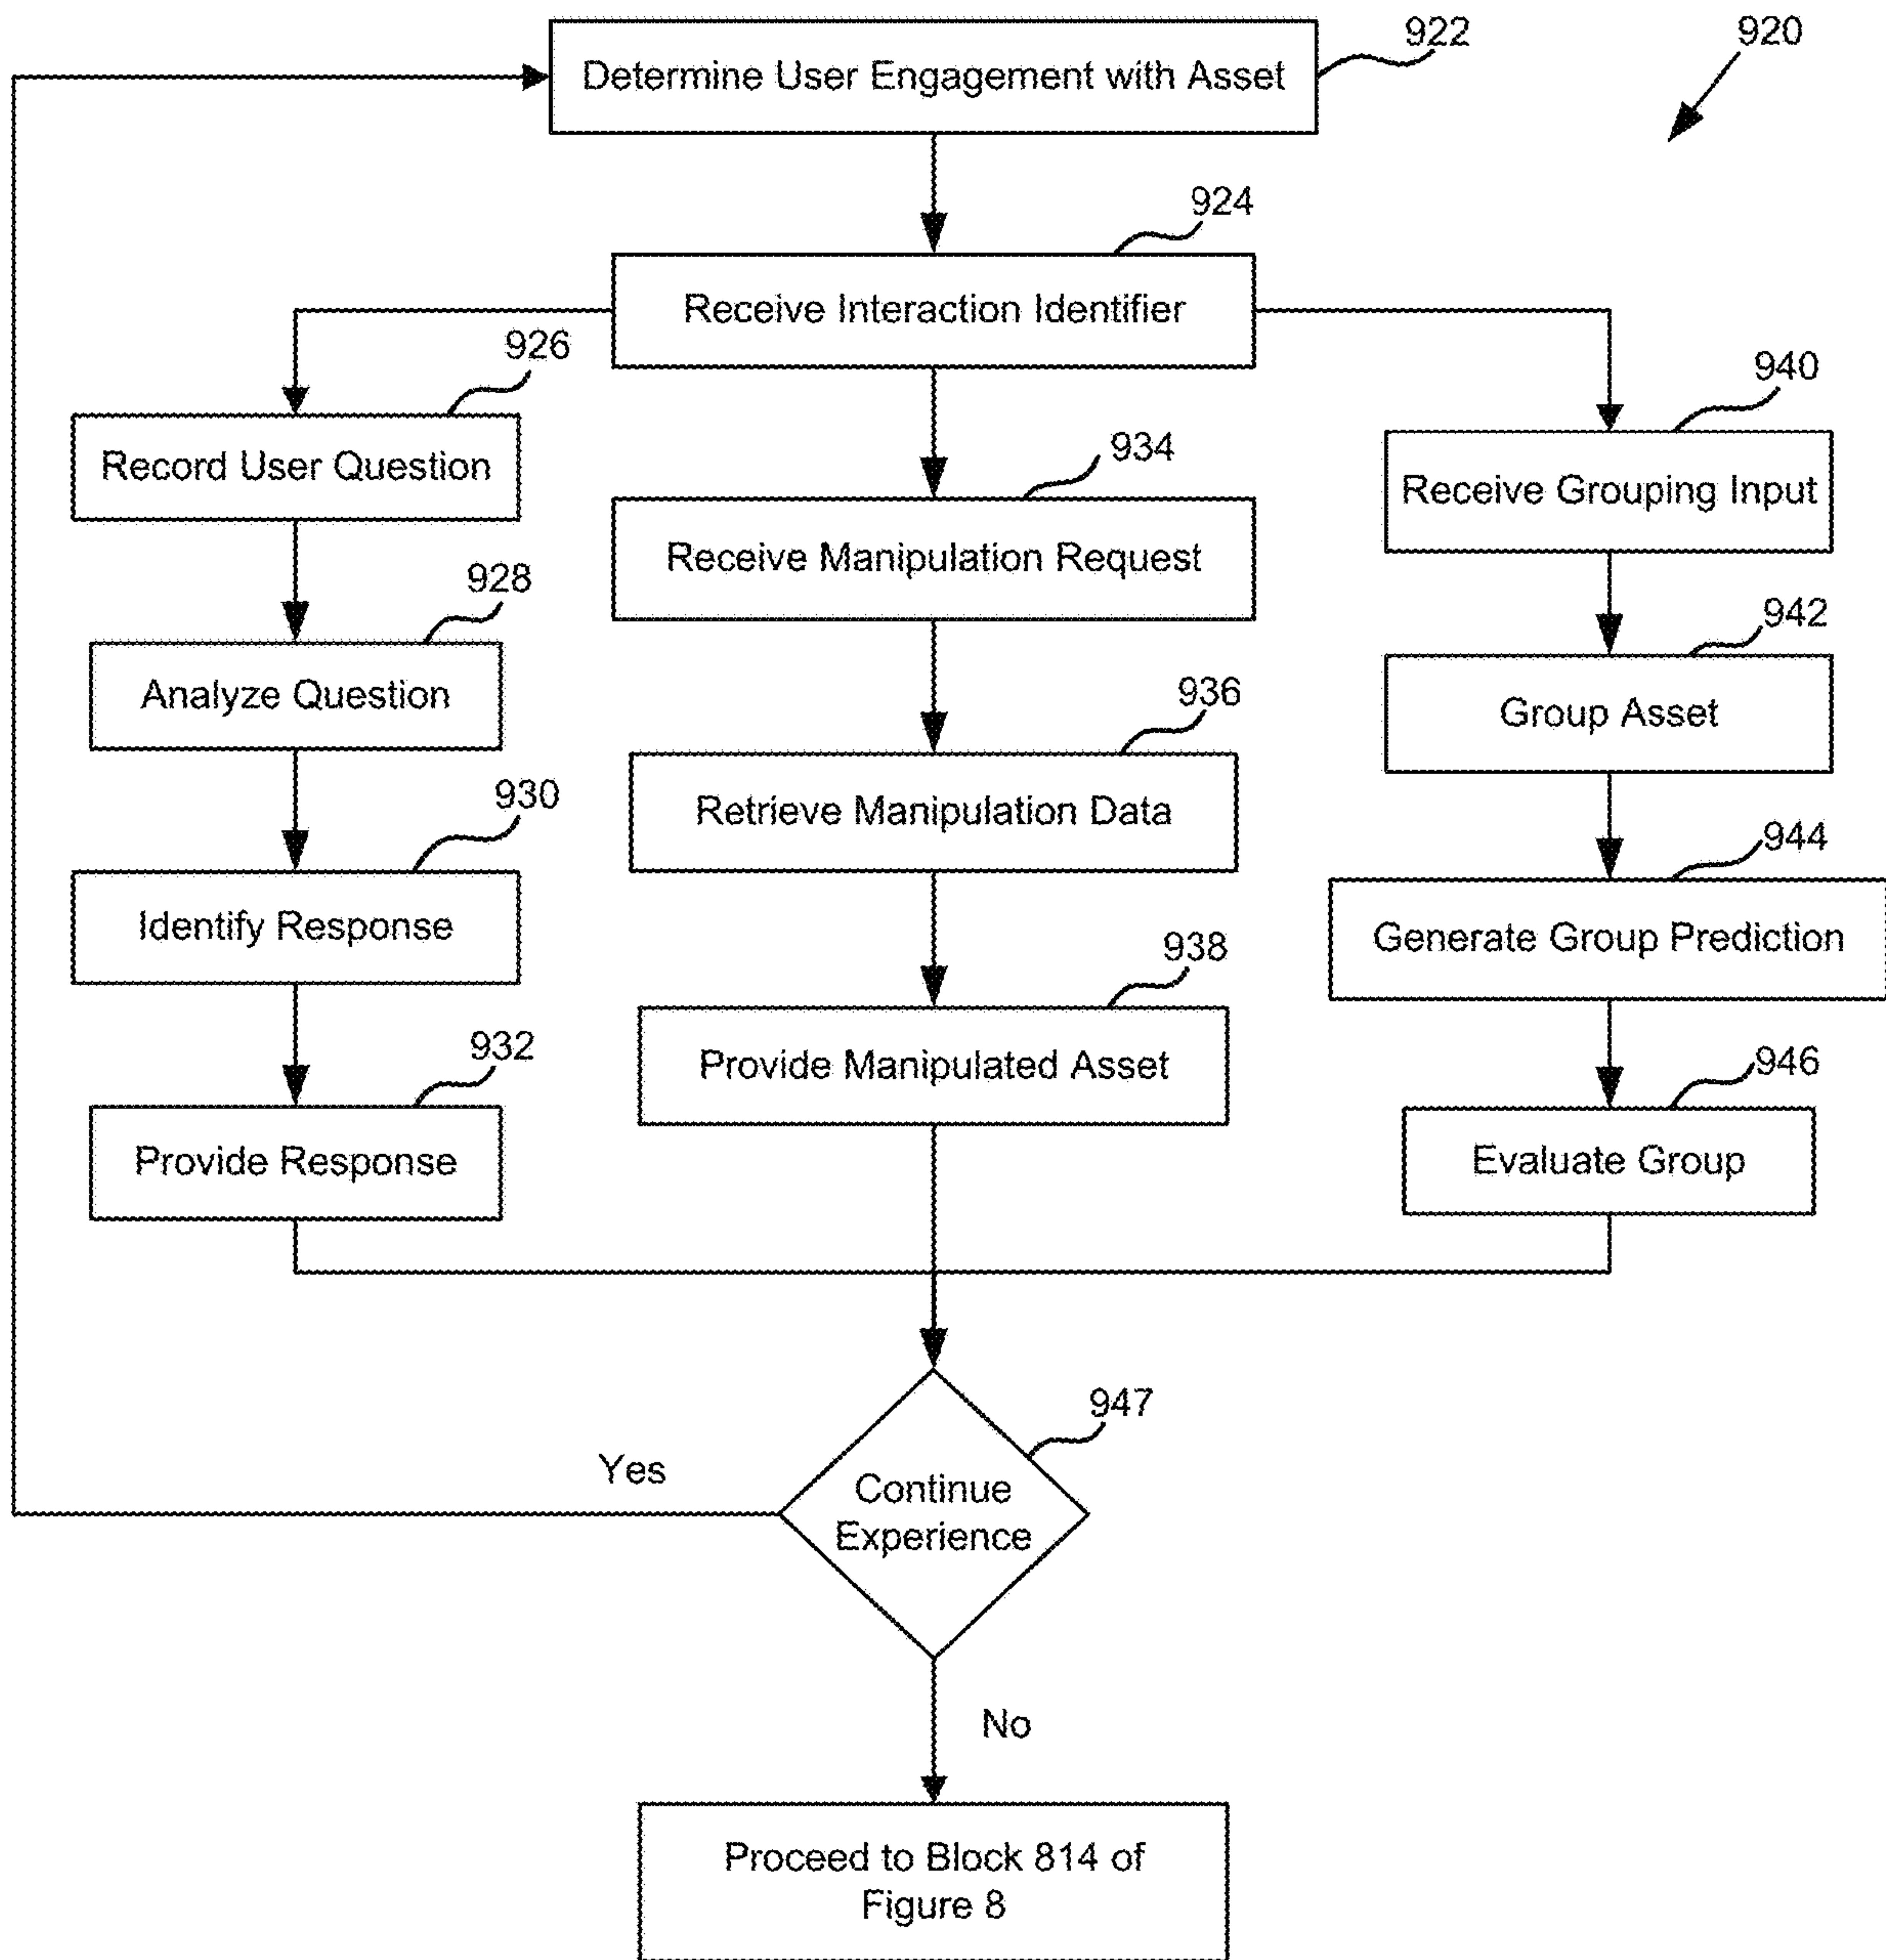 922
920
Determine User Engagement with Asset
924
Receive Interaction Identifier
926
Record User Question
928
Analyze Question
930
Identify Response
932
Provide Response
934
Receive Manipulation Request
936
Retrieve Manipulation Data
938
Provide Manipulated Asset
940
Receive Grouping Input
942
Group Asset
944
Generate Group Prediction
946
Evaluate Group
947
Continue
Experience
Yes
No
Proceed to Block 814 of
Figure 8